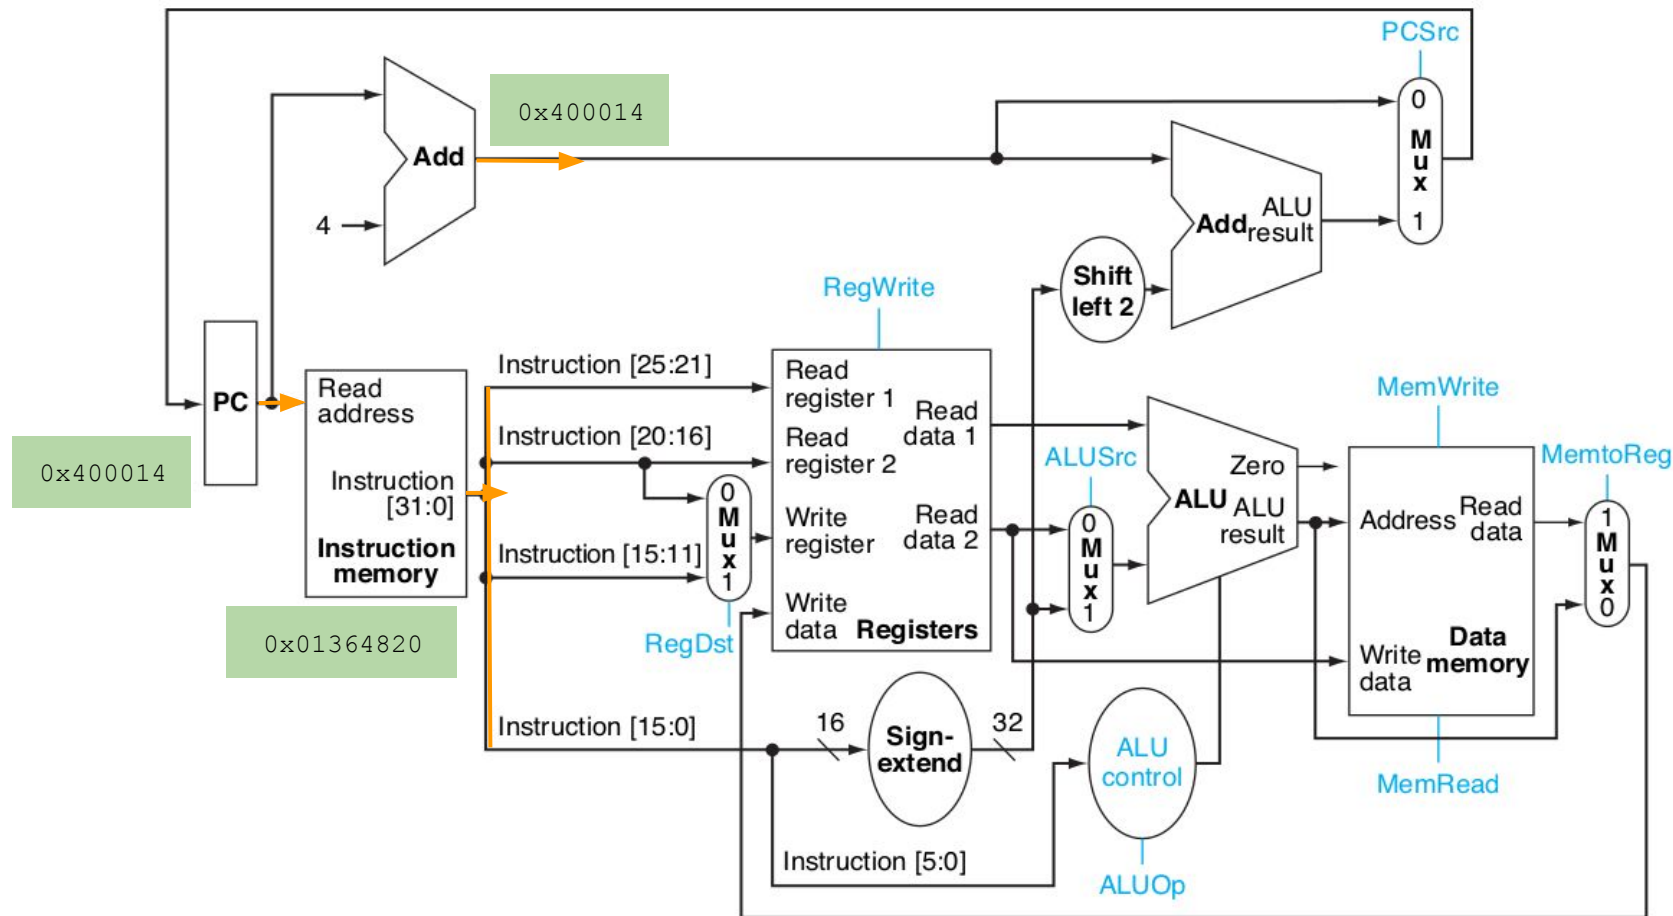 PCSrc
0x400014
0
M
u
x
1
Add
4
Add ALU
result
Shift
left 2
RegWrite
PC
0x400014
Read
address
Instruction
[31:0]
Instruction
memory
0x01364820
Instruction [25:21]
Instruction [20:16]
Instruction [15:11]
Instruction [15:0]
0
M
u
x
1
RegDst
Read
register 1
Read
register 2
Write
register
Write
data
Read
data 1
Read
data 2
Registers
ALUSrc
0
M
u
x
1
Zero
ALU ALU
result
MemWrite
Address
Read
data
Write
data
Data
memory
MemRead
MemtoReg
1
M
u
x
0
16
Sign-
extend
32
ALU
control
Instruction [5:0]
ALUOp